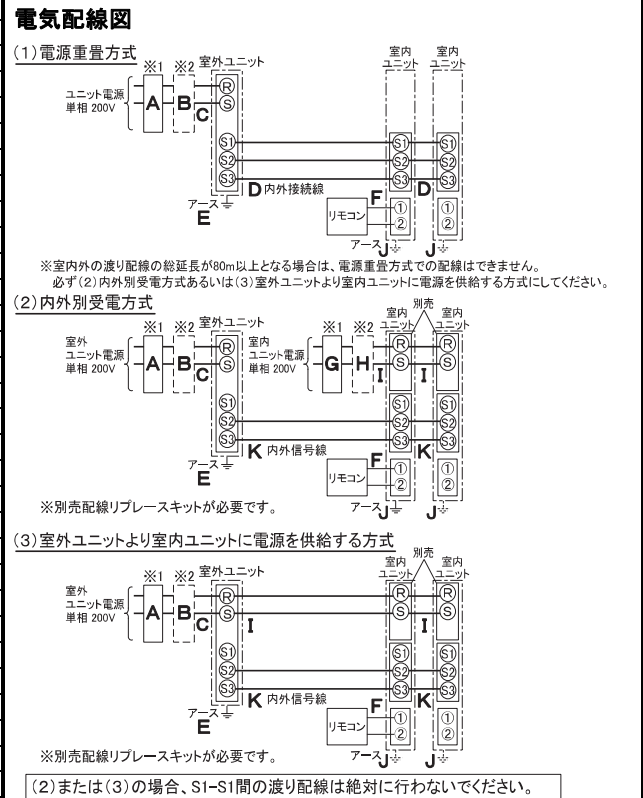 電気配線図
(1)電源重畳方式
※1 ※2 室外ユニット
室内
ユニット
室内
ユニット
ユニット電源
単相 200V
A B C
R
S
S1
S2
S3
S1
S2
S3
S1
S2
S3
D 内外接続線
D
F
アース
E
リモコン
①
②
①
②
アース J
J
※室内外の渡り配線の総延長が80m以上となる場合は、電源重畳方式での配線はできません。
必ず(2)内外別受電方式あるいは(3)室外ユニットより室内ユニットに電源を供給する方式にしてください。
(2)内外別受電方式
※1 ※2 室外ユニット
※1 ※2
室内
ユニット
別売
室内
ユニット
室外
ユニット電源
単相 200V
A B C
R
S
室内
ユニット電源
単相 200V
G H I
R
S
I
R
S
S1
S2
S3
S1
S2
S3
S1
S2
S3
K 内外信号線
K
F
アース
E
リモコン
①
②
①
②
アース J
J
※別売配線リプレースキットが必要です。
(3)室外ユニットより室内ユニットに電源を供給する方式
※1 ※2 室外ユニット
室内
ユニット
別売
室内
ユニット
室外
ユニット電源
単相 200V
A B C
R
S
I
R
S
I
R
S
S1
S2
S3
S1
S2
S3
S1
S2
S3
K 内外信号線
K
F
アース
E
リモコン
①
②
①
②
アース J
J
※別売配線リプレースキットが必要です。
(2)または(3)の場合、S1-S1間の渡り配線は絶対に行わないでください。